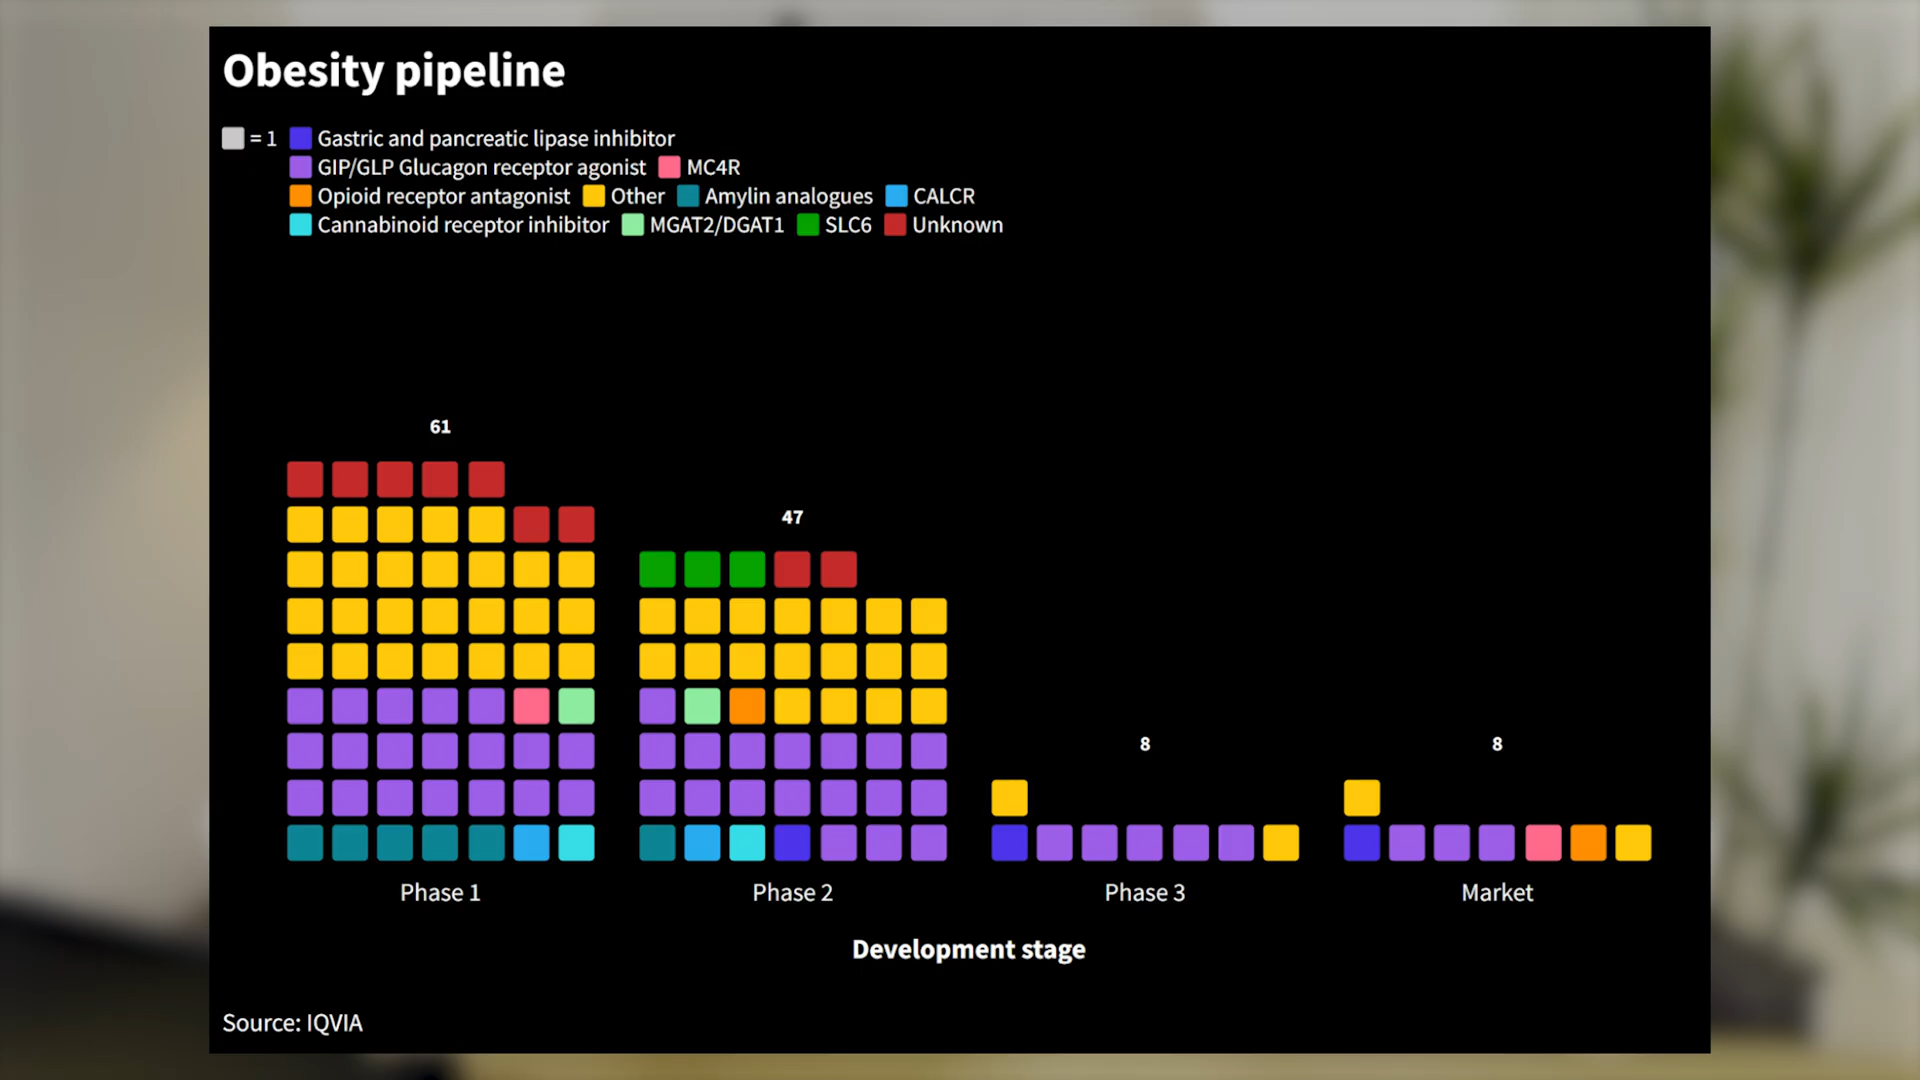 Obesity pipeline
= 1 Gastric and pancreatic lipase inhibitor
GIP/GLP Glucagon receptor agonist MC4R
Opioid receptor antagonist Other Amylin analogues CALCR
Cannabinoid receptor inhibitor MGAT2/DGAT1 SLC6 Unknown
61
47
8
8
Phase 1
Phase 2
Phase 3
Market
Development stage
Source: IQVIA